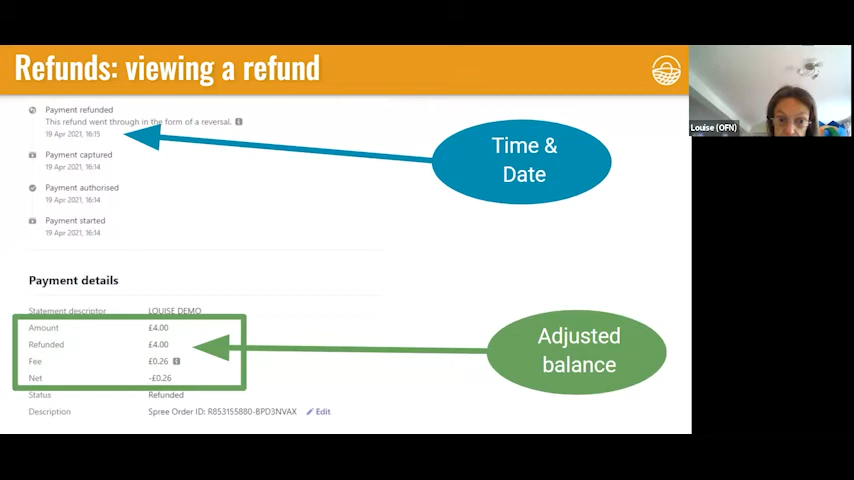 Refunds: viewing a refund
Payment refunded
This refund went through in the form of a reversal.
19 Apr 2021, 16:15
Payment captured
19 Apr 2021, 16:14
Payment authorised
19 Apr 2021, 16:14
Payment started
19 Apr 2021, 16:14
Time &
Date
Louise (OFN)
Payment details
Statement descriptor LOUISE DEMO
Amount £4.00
Refunded £4.00
Fee £0.26
Net -£0.26
Status Refunded
Description Spree Order ID: R853155880-BPD3NVAX Edit
Adjusted
balance